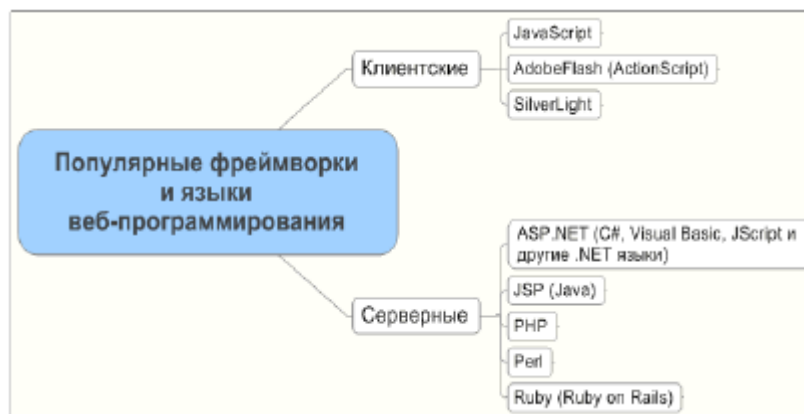 JavaScript
Клиентские
AdobeFlash (ActionScript)
SilverLight
Популярные фреймворки
и языки
веб-программирования
ASP.NET (C#, Visual Basic, JScript и
другие .NET языки)
JSP (Java)
Серверные
PHP
Perl
Ruby (Ruby on Rails)